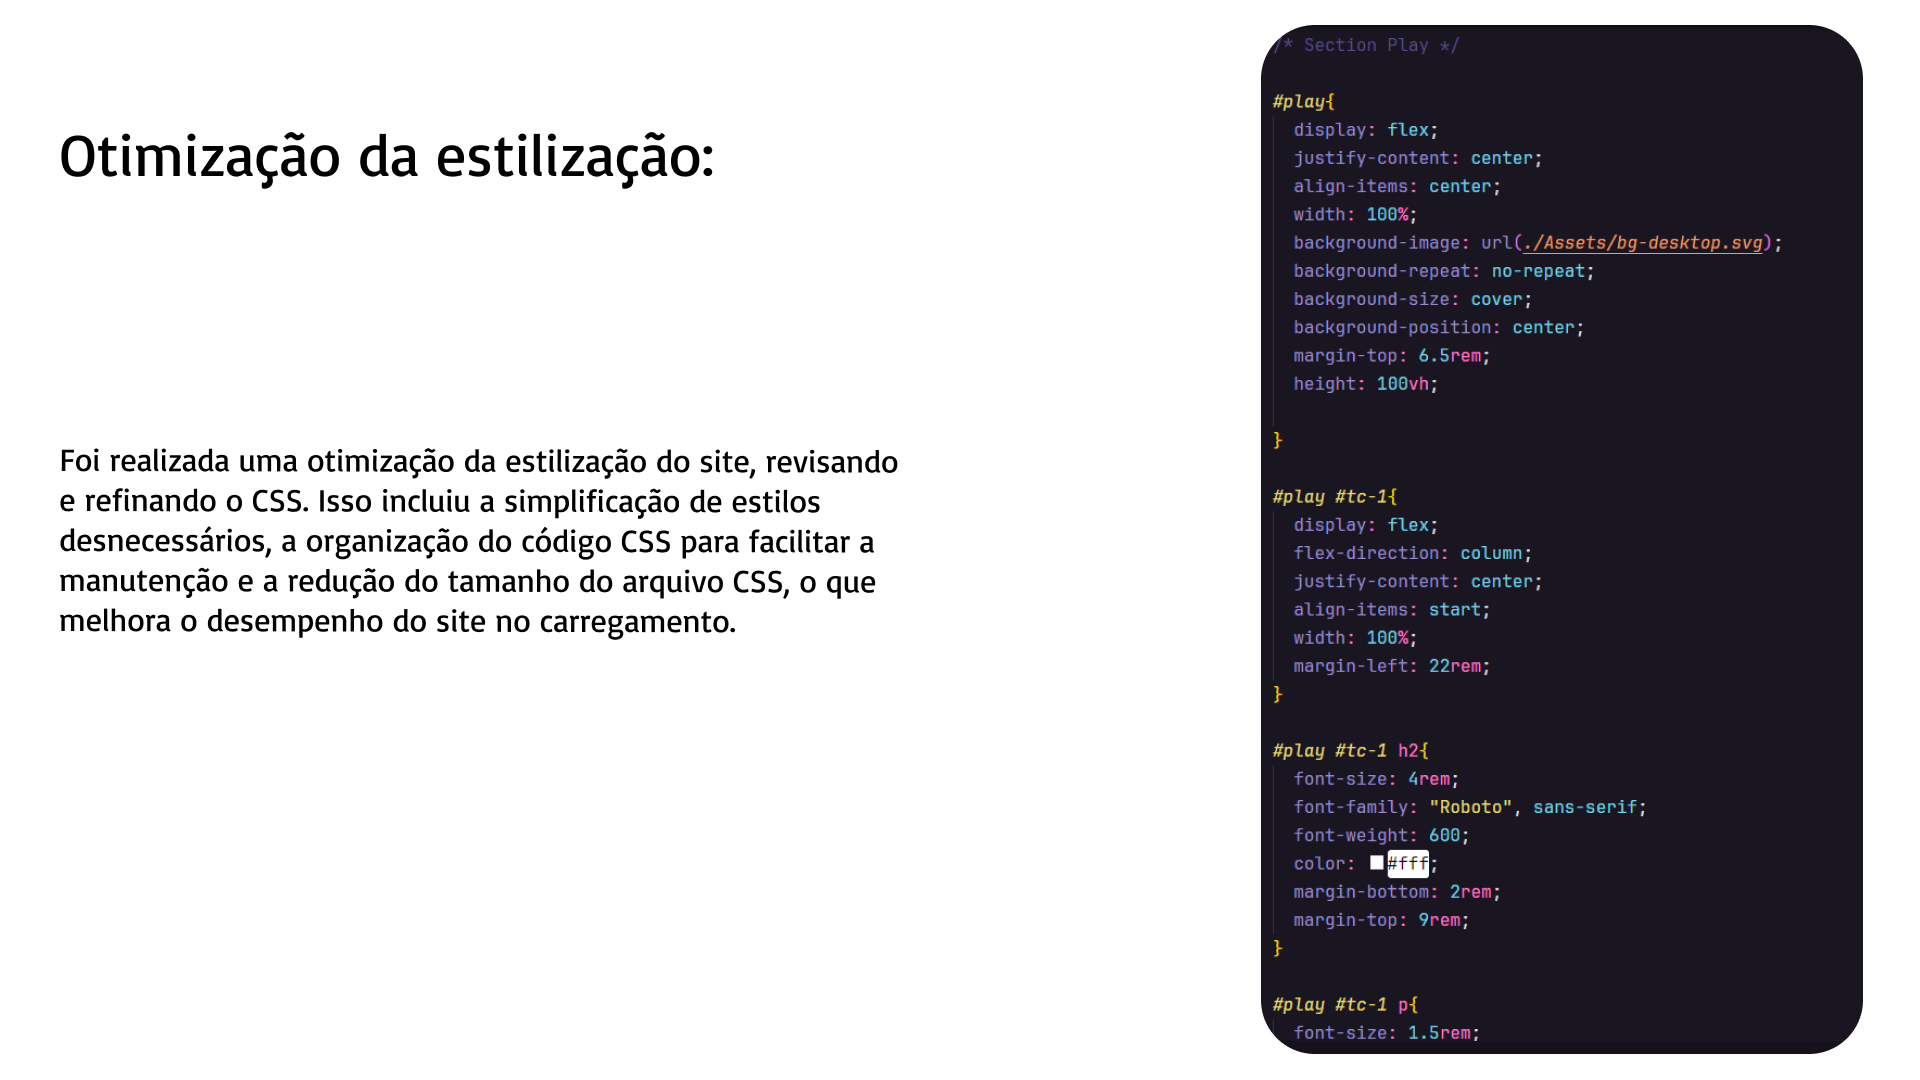 Otimização da estilização:
Foi realizada uma otimização da estilização do site, revisando
e refinando o CSS. Isso incluiu a simplificação de estilos
desnecessários, a organização do código CSS para facilitar a
manutenção e a redução do tamanho do arquivo CSS, o que
melhora o desempenho do site no carregamento.
/* Section Play */
#play{
display: flex;
justify-content: center;
align-items: center;
width: 100%;
background-image: url(./Assets/bg-desktop.svg);
background-repeat: no-repeat;
background-size: cover;
background-position: center;
margin-top: 6.5rem;
height: 100vh;
}
#play #tc-1{
display: flex;
flex-direction: column;
justify-content: center;
align-items: start;
width: 100%;
margin-left: 22rem;
}
#play #tc-1 h2{
font-size: 4rem;
font-family: "Roboto", sans-serif;
font-weight: 600;
color: #fff;
margin-bottom: 2rem;
margin-top: 9rem;
}
#play #tc-1 p{
font-size: 1.5rem;